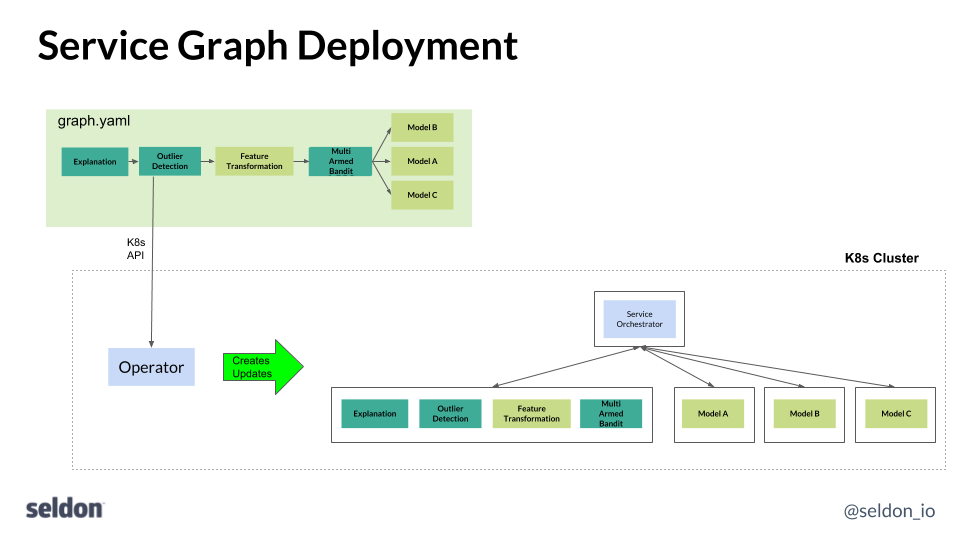 Service Graph Deployment
graph.yaml
Model B
Explanation
Outlier
Detection
Feature
Transformation
Multi
Armed
Bandit
Model A
Model C
K8s
API
K8s Cluster
Service
Orchestrator
Operator
Creates
Updates
Explanation
Outlier
Detection
Feature
Transformation
Multi
Armed
Bandit
Model A
Model B
Model C
seldon
@seldon_io